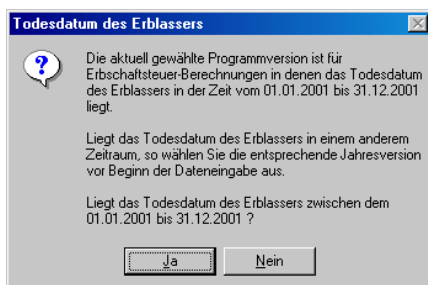 Todesdatum des Erblassers
Die aktuell gewählte Programmversion ist für
Erbschaftsteuer-Berechnungen in denen das Todesdatum
des Erblassers in der Zeit vom 01.01.2001 bis 31.12.2001
liegt.
Liegt das Todesdatum des Erblassers in einem anderem
Zeitraum, so wählen Sie die entsprechende Jahresversion
vor Beginn der Dateneingabe aus.
Liegt das Todesdatum des Erblassers zwischen dem
01.01.2001 bis 31.12.2001 ?
Ja
Nein